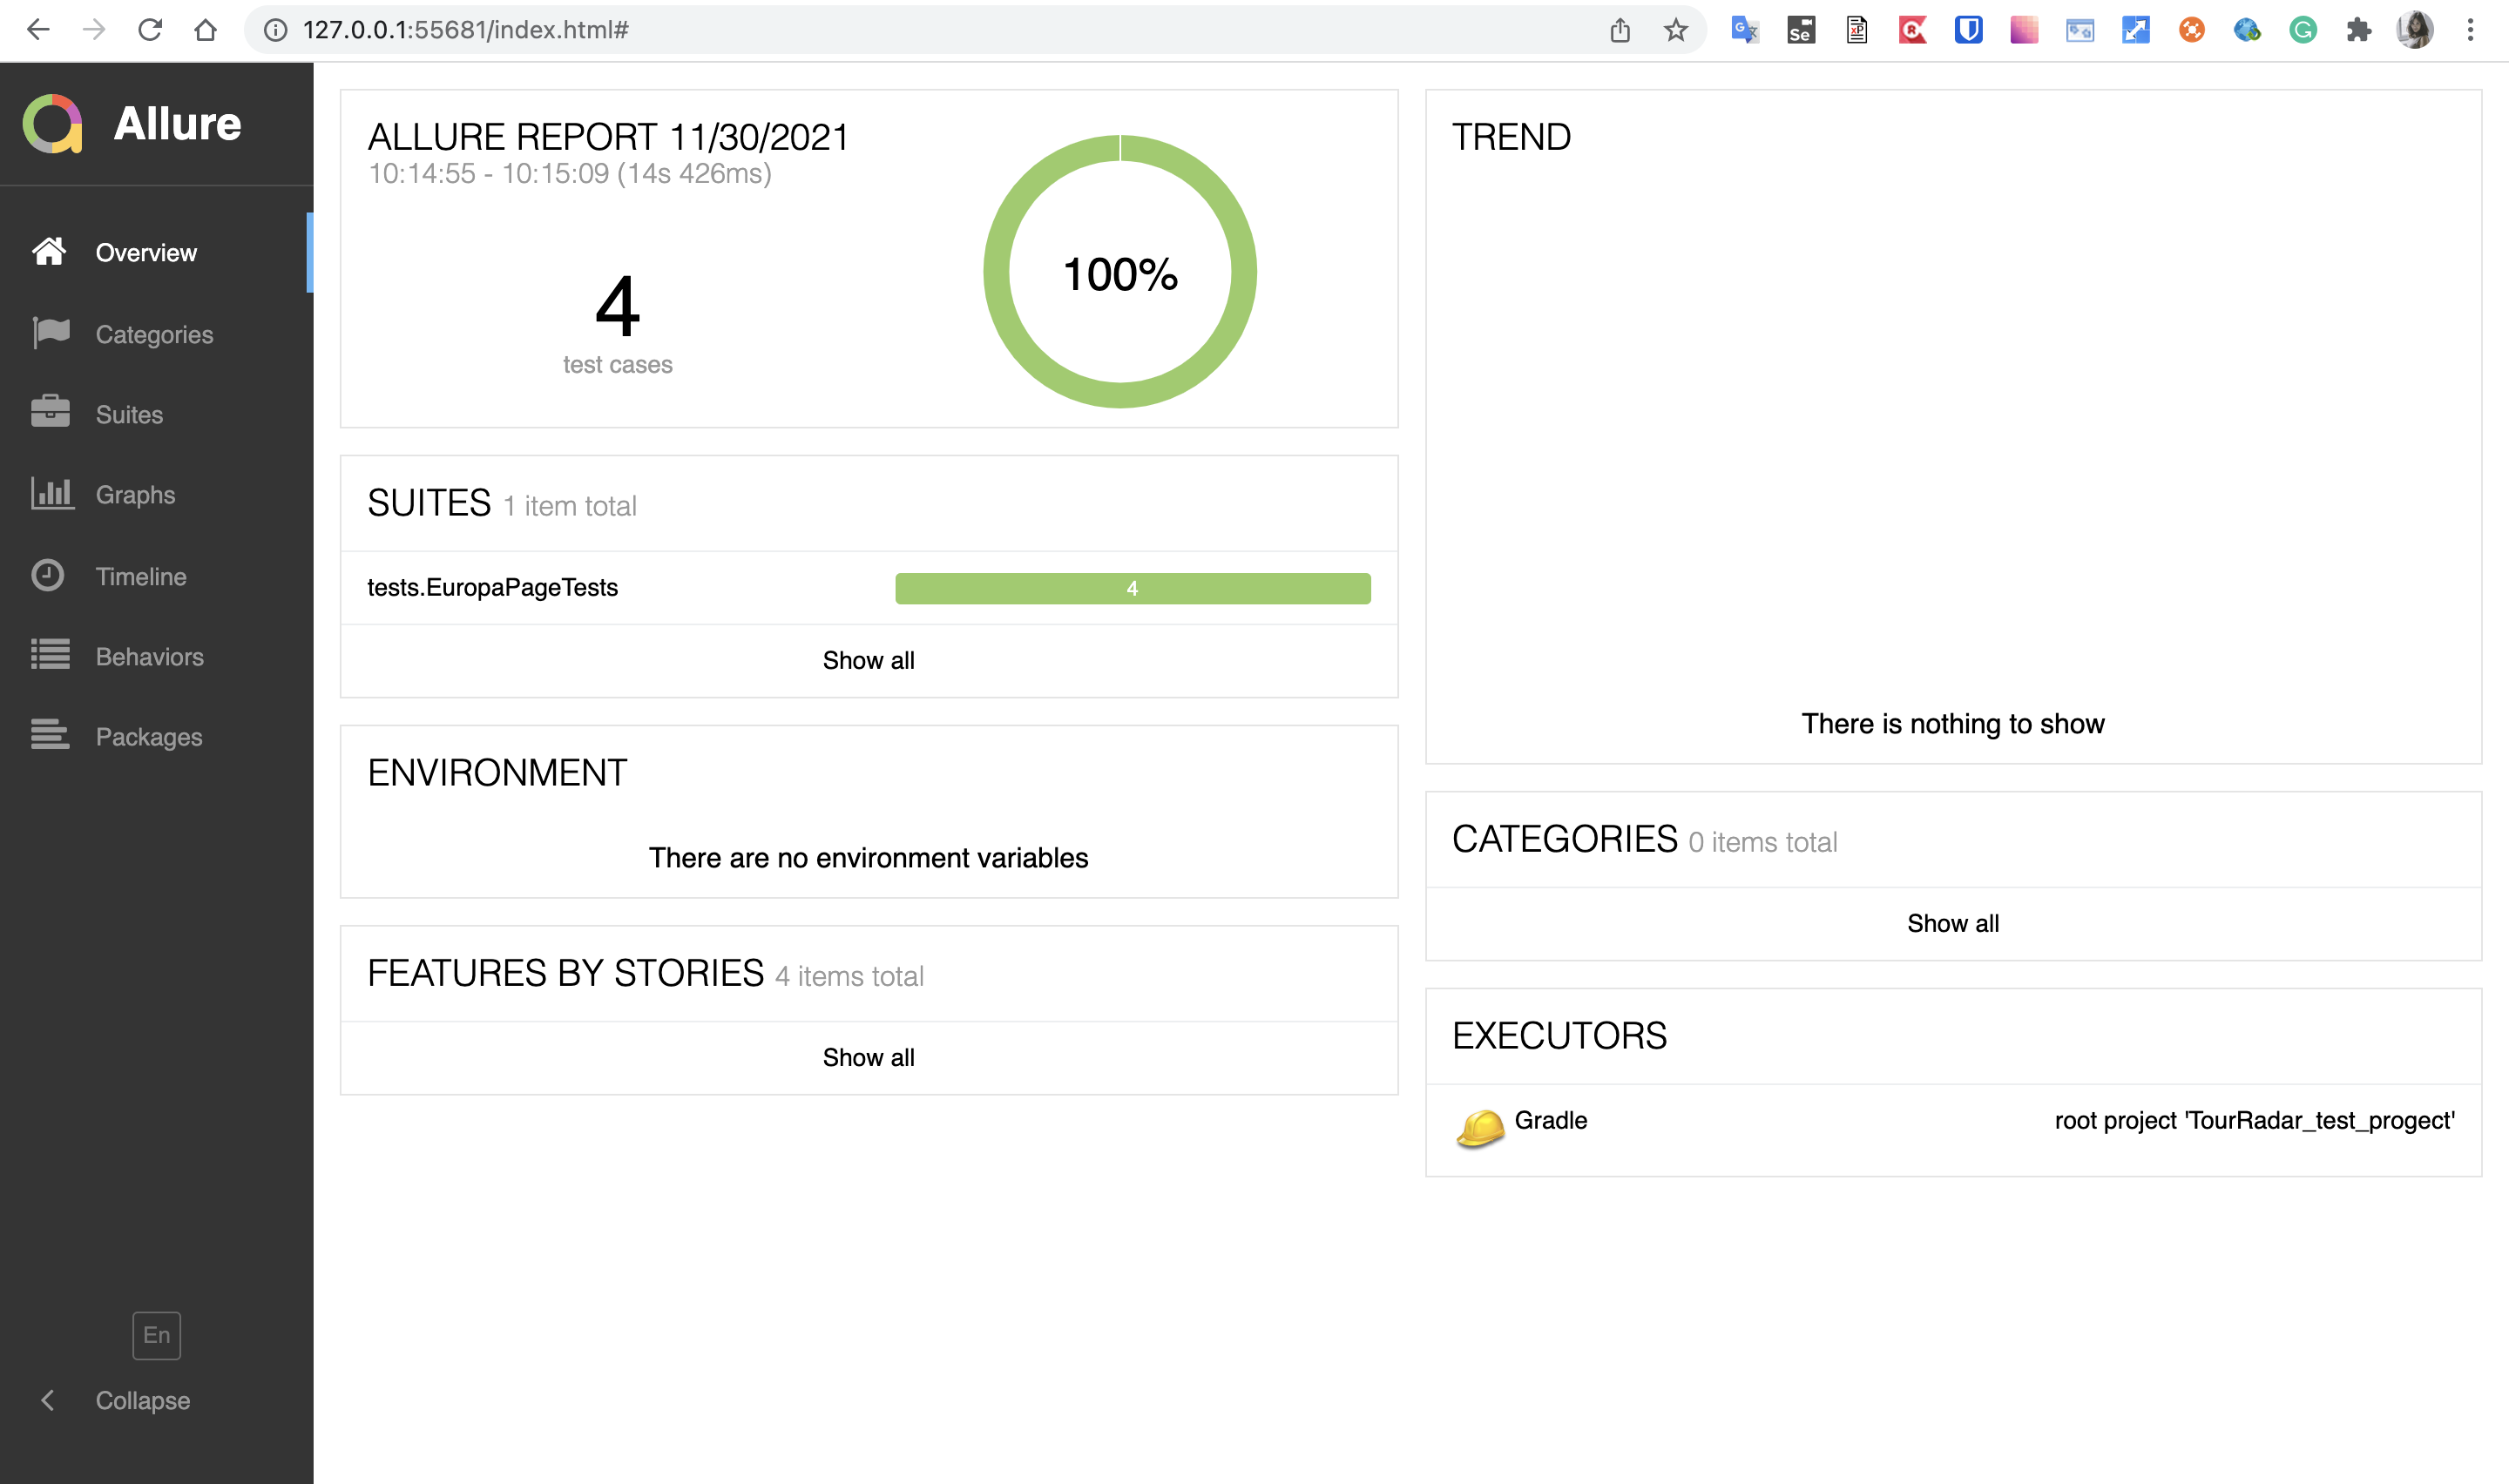 127.0.0.1:55681/index.html#
Se
XP
Allure
Overview
Categories
Suites
Graphs
Timeline
Behaviors
Packages
En
Collapse
ALLURE REPORT 11/30/2021
10:14:55 - 10:15:09 (14s 426ms)
4
test cases
100%
SUITES 1 item total
tests.EuropaPageTests 4
Show all
ENVIRONMENT
There are no environment variables
FEATURES BY STORIES 4 items total
Show all
TREND
There is nothing to show
CATEGORIES 0 items total
Show all
EXECUTORS
Gradle root project 'TourRadar_test_progect'